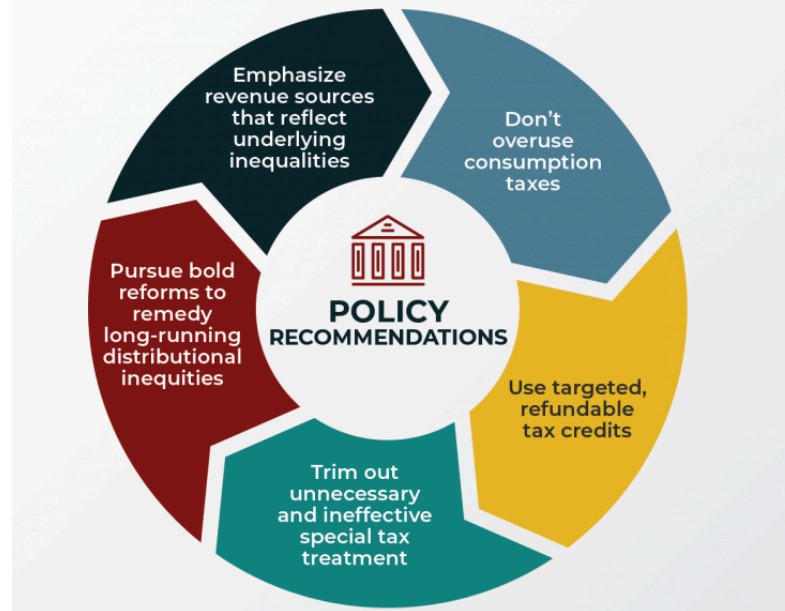 Emphasize
revenue sources
that reflect
underlying
inequalities
Don’t
overuse
consumption
taxes
Use targeted,
refundable
tax credits
Trim out
unnecessary
and ineffective
special tax
treatment
Pursue bold
reforms to
remedy
long-running
distributional
inequities
POLICY
RECOMMENDATIONS